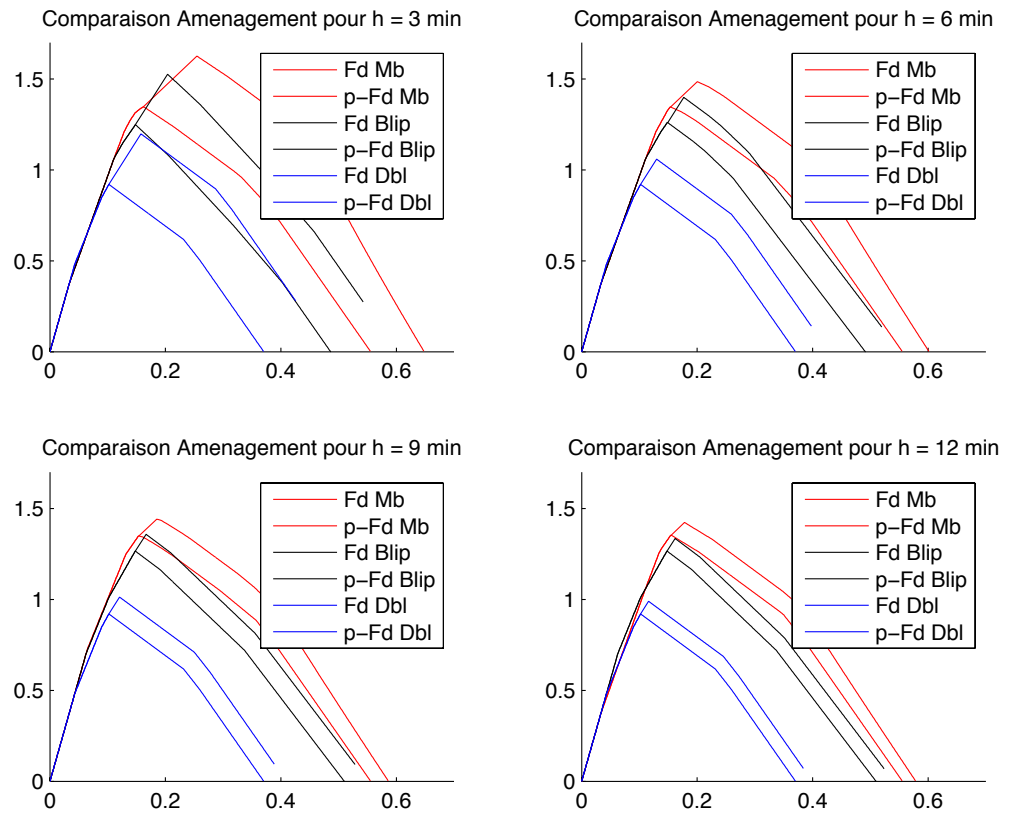 Comparaison Amenagement pour h = 3 min
1.5
1
0.5
0
0 0.2 0.4 0.6
Fd Mb
p−Fd Mb
Fd Blip
p−Fd Blip
Fd Dbl
p−Fd Dbl
Comparaison Amenagement pour h = 6 min
1.5
1
0.5
0
0 0.2 0.4 0.6
Fd Mb
p−Fd Mb
Fd Blip
p−Fd Blip
Fd Dbl
p−Fd Dbl
Comparaison Amenagement pour h = 9 min
1.5
1
0.5
0
0 0.2 0.4 0.6
Fd Mb
p−Fd Mb
Fd Blip
p−Fd Blip
Fd Dbl
p−Fd Dbl
Comparaison Amenagement pour h = 12 min
1.5
1
0.5
0
0 0.2 0.4 0.6
Fd Mb
p−Fd Mb
Fd Blip
p−Fd Blip
Fd Dbl
p−Fd Dbl